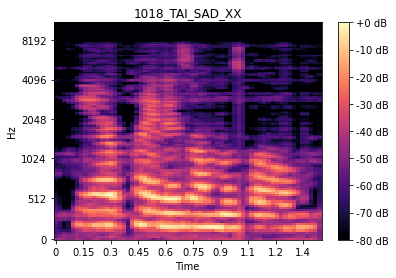 1018_TAI_SAD_XX
Hz
8192
4096
2048
1024
512
0
0 0.15 0.3 0.45 0.6 0.75 0.9 1.1 1.2 1.4
Time
+0 dB
-10 dB
-20 dB
-30 dB
-40 dB
-50 dB
-60 dB
-70 dB
-80 dB